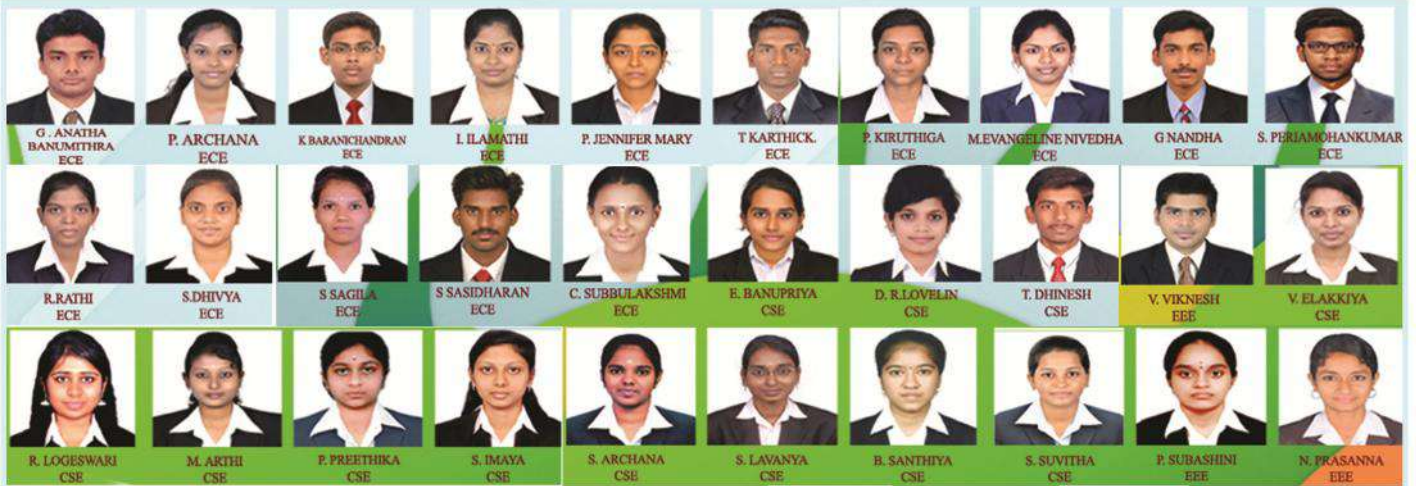 G . ANATHA
BANUMITHRA
ECE
P. ARCHANA
ECE
K BARANICHANDRAN
ECE
I. ILAMATHI
ECE
P. JENNIFER MARY
ECE
T KARTHICK.
ECE
P. KIRUTHIGA
ECE
M.EVANGELINE NIVEDHA
ECE
G NANDHA
ECE
S. PERIAMOHANKUMAR
ECE
R.RATHI
ECE
S.DHIVYA
ECE
S SAGILA
ECE
S SASIDHARAN
ECE
C. SUBBULAKSHMI
ECE
E. BANUPRIYA
CSE
D. R.LOVELIN
CSE
T. DHINESH
CSE
V. VIKNESH
EEE
V. ELAKKIYA
CSE
R. LOGESWARI
CSE
M. ARTHI
CSE
P. PREETHIKA
CSE
S. IMAYA
CSE
S. ARCHANA
CSE
S. LAVANYA
CSE
B. SANTHIYA
CSE
S. SUVITHA
CSE
P. SUBASHINI
EEE
N. PRASANNA
EEE